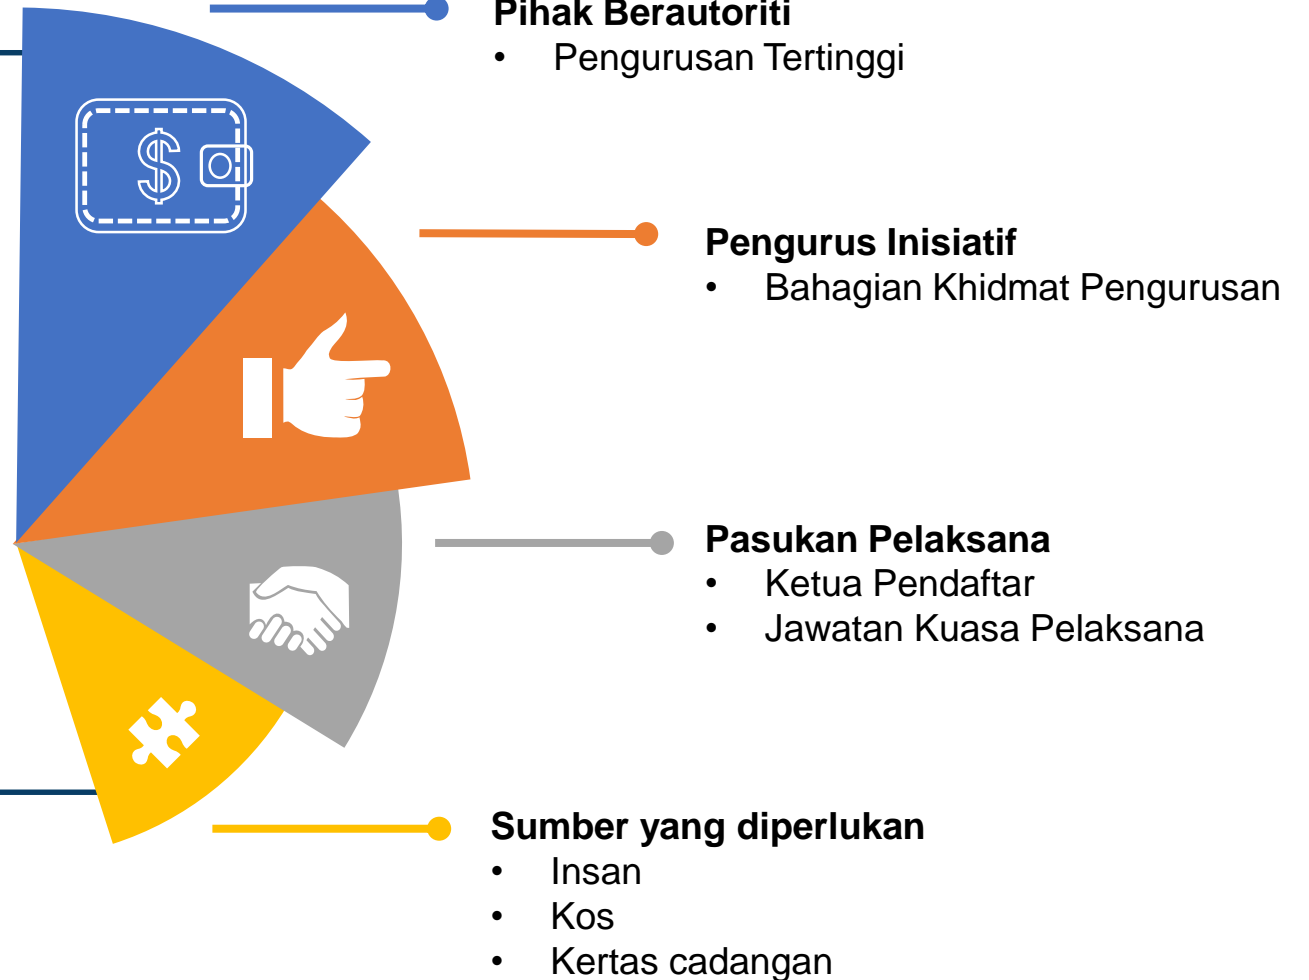 Pihak Berautoriti
• Pengurusan Tertinggi
$
Pengurus Inisiatif
• Bahagian Khidmat Pengurusan
Pasukan Pelaksana
• Ketua Pendaftar
• Jawatan Kuasa Pelaksana
Sumber yang diperlukan
• Insan
• Kos
• Kertas cadangan